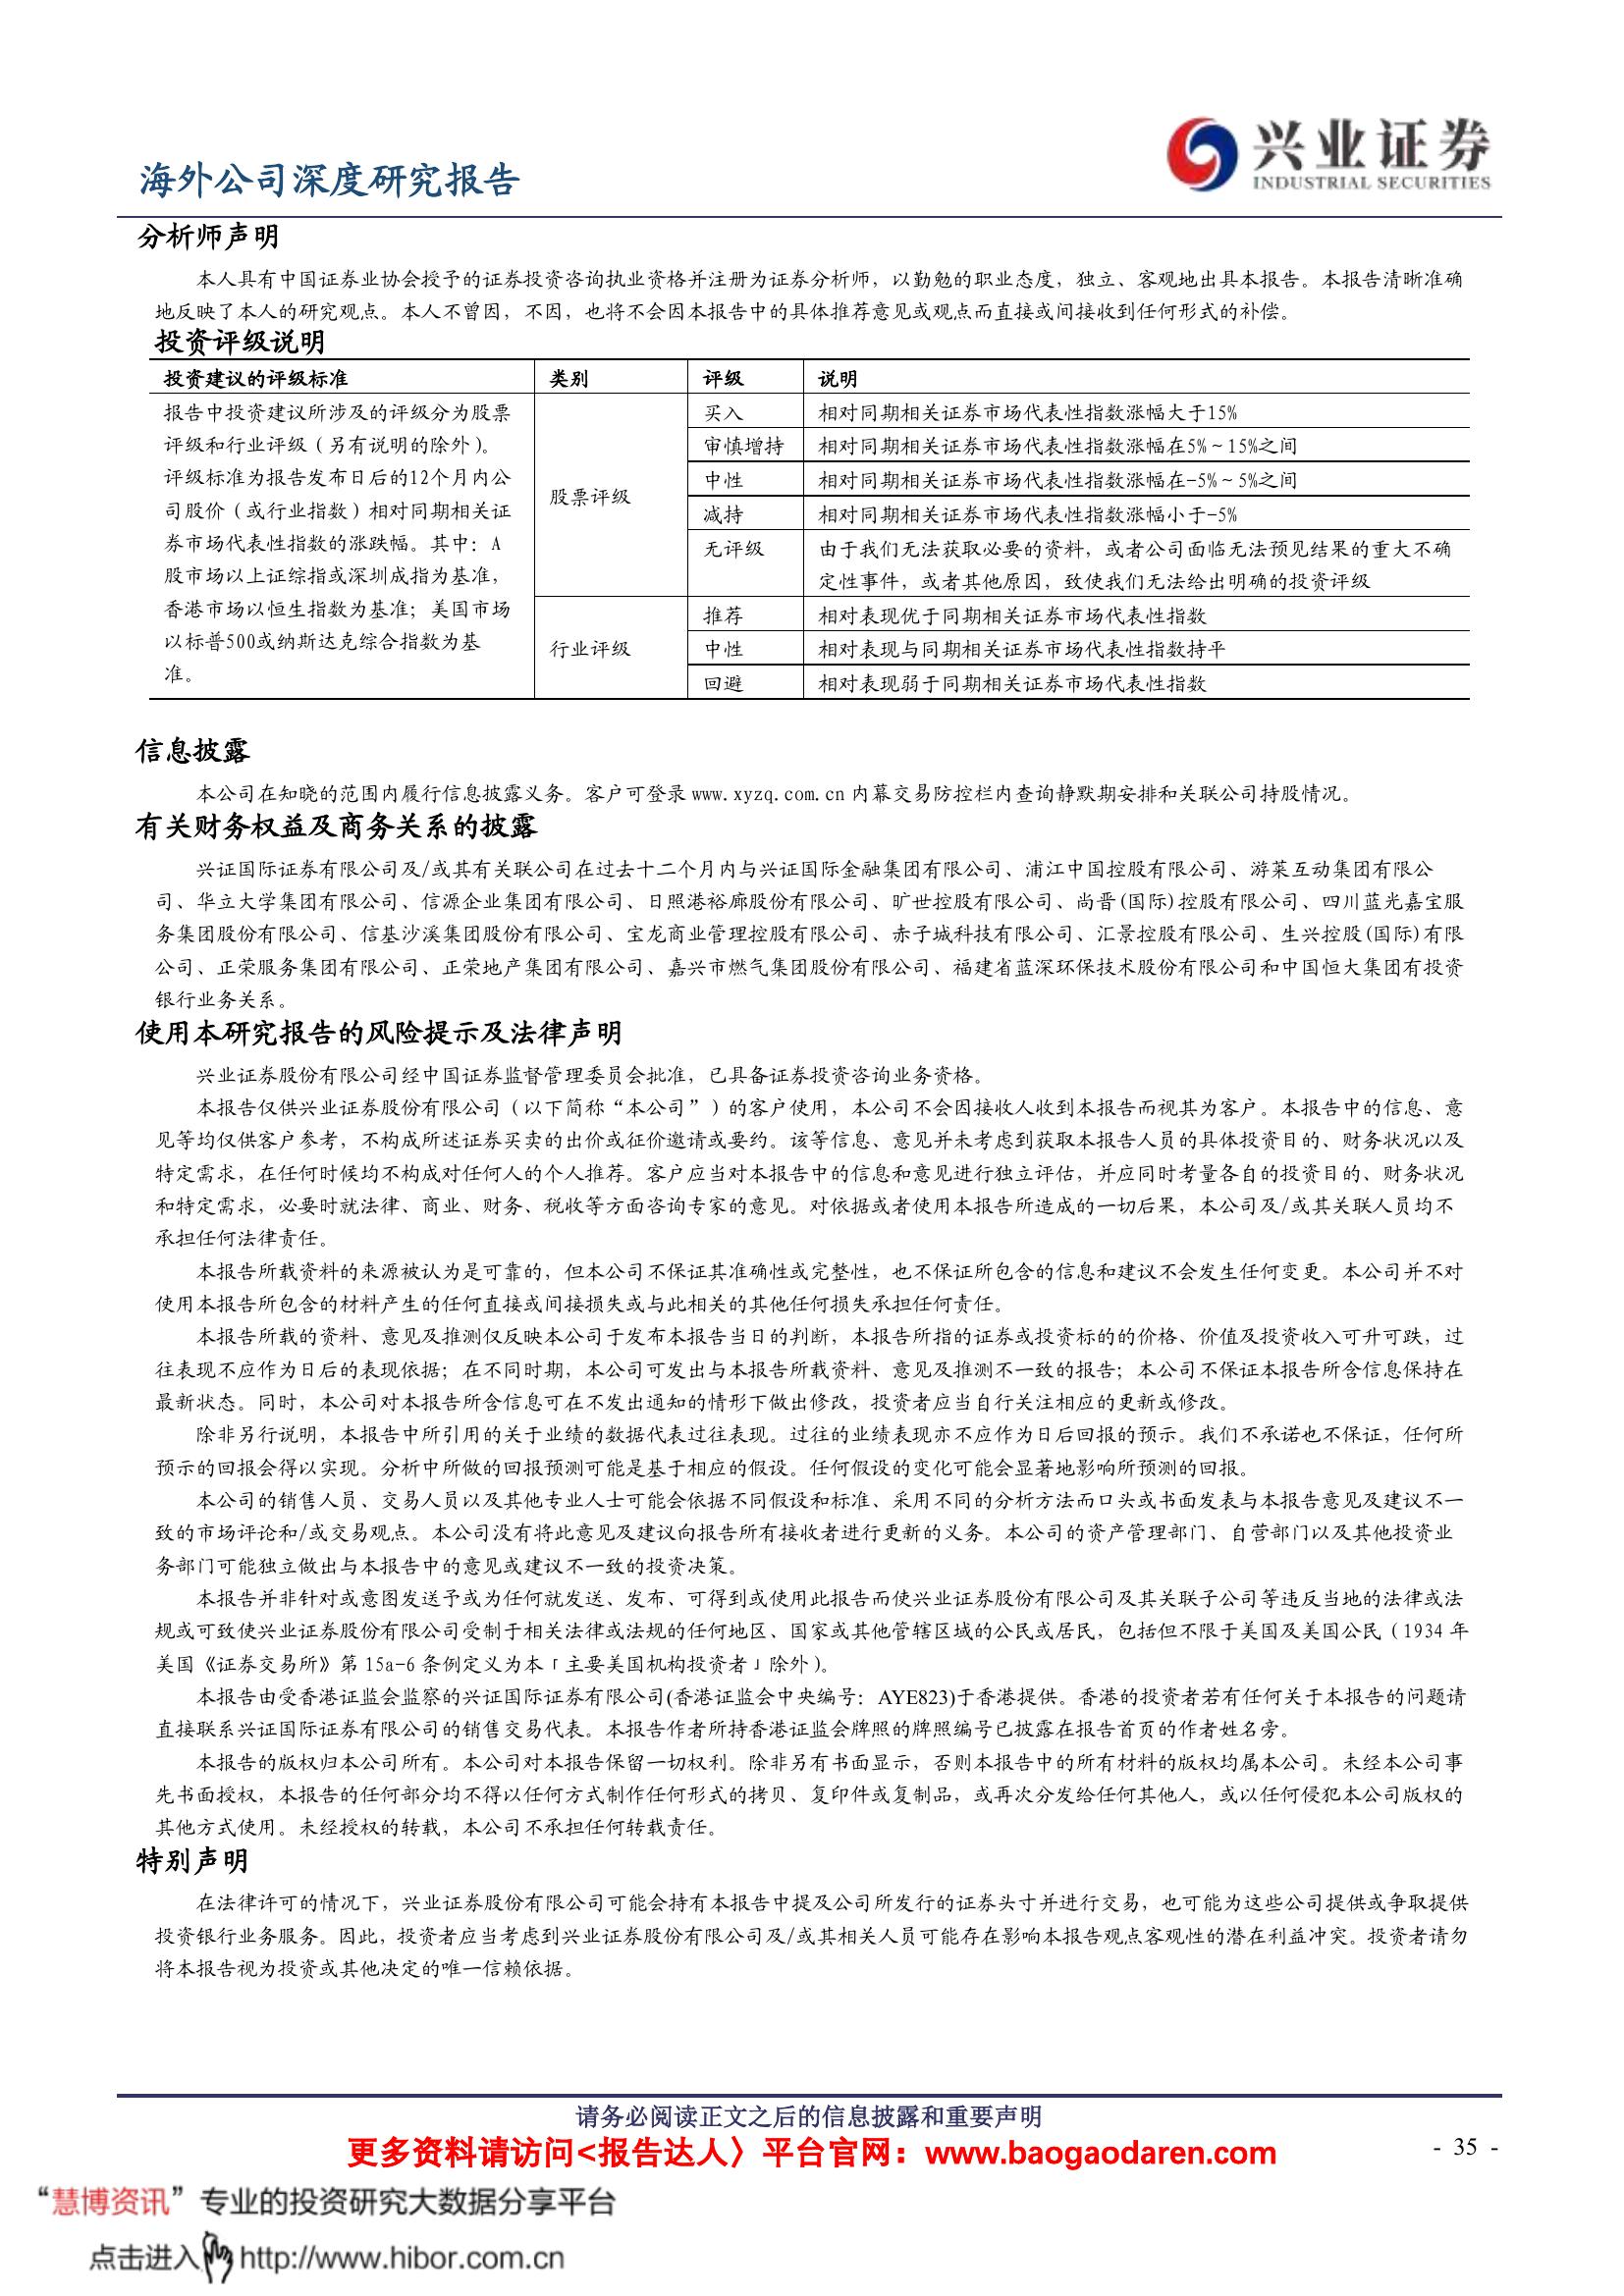 海外公司深度研究报告
兴业证券
INDUSTRIAL SECURITIES
分析师声明
本人具有中国证券业协会授予的证券投资咨询执业资格并注册为证券分析师，以勤勉的职业态度，独立、客观地出具本报告。本报告清晰准确
地反映了本人的研究观点。本人不曾因，不因，也将不会因本报告中的具体推荐意见或观点而直接或间接收到任何形式的补偿。
投资评级说明
投资建议的评级标准 类别 评级 说明
报告中投资建议所涉及的评级分为股票
评级和行业评级（另有说明的除外）。
评级标准为报告发布日后的12个月内公
司股价（或行业指数）相对同期相关证
券市场代表性指数的涨跌幅。其中：A
股市场以上证综指或深圳成指为基准，
香港市场以恒生指数为基准；美国市场
以标普500或纳斯达克综合指数为基
准。
股票评级
买入 相对同期相关证券市场代表性指数涨幅大于15%
审慎增持 相对同期相关证券市场代表性指数涨幅在5%～15%之间
中性 相对同期相关证券市场代表性指数涨幅在-5%～5%之间
减持 相对同期相关证券市场代表性指数涨幅小于-5%
无评级 由于我们无法获取必要的资料，或者公司面临无法预见结果的重大不确
定性事件，或者其他原因，致使我们无法给出明确的投资评级
行业评级
推荐 相对表现优于同期相关证券市场代表性指数
中性 相对表现与同期相关证券市场代表性指数持平
回避 相对表现弱于同期相关证券市场代表性指数
信息披露
本公司在知晓的范围内履行信息披露义务。客户可登录 www.xyzq.com.cn 内幕交易防控栏内查询静默期安排和关联公司持股情况。
有关财务权益及商务关系的披露
兴证国际证券有限公司及/或其有关联公司在过去十二个月内与兴证国际金融集团有限公司、浦江中国控股有限公司、游莱互动集团有限公
司、华立大学集团有限公司、信源企业集团有限公司、日照港裕廊股份有限公司、旷世控股有限公司、尚晋(国际)控股有限公司、四川蓝光嘉宝服
务集团股份有限公司、信基沙溪集团股份有限公司、宝龙商业管理控股有限公司、赤子城科技有限公司、汇景控股有限公司、生兴控股(国际)有限
公司、正荣服务集团有限公司、正荣地产集团有限公司、嘉兴市燃气集团股份有限公司、福建省蓝深环保技术股份有限公司和中国恒大集团有投资
银行业务关系。
使用本研究报告的风险提示及法律声明
兴业证券股份有限公司经中国证券监督管理委员会批准，已具备证券投资咨询业务资格。
本报告仅供兴业证券股份有限公司（以下简称“本公司”）的客户使用，本公司不会因接收人收到本报告而视其为客户。本报告中的信息、意
见等均仅供客户参考，不构成所述证券买卖的出价或征价邀请或要约。该等信息、意见并未考虑到获取本报告人员的具体投资目的、财务状况以及
特定需求，在任何时候均不构成对任何人的个人推荐。客户应当对本报告中的信息和意见进行独立评估，并应同时考量各自的投资目的、财务状况
和特定需求，必要时就法律、商业、财务、税收等方面咨询专家的意见。对依据或者使用本报告所造成的一切后果，本公司及/或其关联人员均不
承担任何法律责任。
本报告所载资料的来源被认为是可靠的，但本公司不保证其准确性或完整性，也不保证所包含的信息和建议不会发生任何变更。本公司并不对
使用本报告所包含的材料产生的任何直接或间接损失或与此相关的其他任何损失承担任何责任。
本报告所载的资料、意见及推测仅反映本公司于发布本报告当日的判断，本报告所指的证券或投资标的的价格、价值及投资收入可升可跌，过
往表现不应作为日后的表现依据；在不同时期，本公司可发出与本报告所载资料、意见及推测不一致的报告；本公司不保证本报告所含信息保持在
最新状态。同时，本公司对本报告所含信息可在不发出通知的情形下做出修改，投资者应当自行关注相应的更新或修改。
除非另行说明，本报告中所引用的关于业绩的数据代表过往表现。过往的业绩表现亦不应作为日后回报的预示。我们不承诺也不保证，任何所
预示的回报会得以实现。分析中所做的回报预测可能是基于相应的假设。任何假设的变化可能会显著地影响所预测的回报。
本公司的销售人员、交易人员以及其他专业人士可能会依据不同假设和标准、采用不同的分析方法而口头或书面发表与本报告意见及建议不一
致的市场评论和/或交易观点。本公司没有将此意见及建议向报告所有接收者进行更新的义务。本公司的资产管理部门、自营部门以及其他投资业
务部门可能独立做出与本报告中的意见或建议不一致的投资决策。
本报告并非针对或意图发送予或为任何就发送、发布、可得到或使用此报告而使兴业证券股份有限公司及其关联子公司等违反当地的法律或法
规或可致使兴业证券股份有限公司受制于相关法律或法规的任何地区、国家或其他管辖区域的公民或居民，包括但不限于美国及美国公民（1934 年
美国《证券交易所》第 15a-6 条例定义为本「主要美国机构投资者」除外）。
本报告由受香港证监会监察的兴证国际证券有限公司(香港证监会中央编号：AYE823)于香港提供。香港的投资者若有任何关于本报告的问题请
直接联系兴证国际证券有限公司的销售交易代表。本报告作者所持香港证监会牌照的牌照编号已披露在报告首页的作者姓名旁。
本报告的版权归本公司所有。本公司对本报告保留一切权利。除非另有书面显示，否则本报告中的所有材料的版权均属本公司。未经本公司事
先书面授权，本报告的任何部分均不得以任何方式制作任何形式的拷贝、复印件或复制品，或再次分发给任何其他人，或以任何侵犯本公司版权的
其他方式使用。未经授权的转载，本公司不承担任何转载责任。
特别声明
在法律许可的情况下，兴业证券股份有限公司可能会持有本报告中提及公司所发行的证券头寸并进行交易，也可能为这些公司提供或争取提供
投资银行业务服务。因此，投资者应当考虑到兴业证券股份有限公司及/或其相关人员可能存在影响本报告观点客观性的潜在利益冲突。投资者请勿
将本报告视为投资或其他决定的唯一信赖依据。
请务必阅读正文之后的信息披露和重要声明
更多资料请访问<报告达人〉平台官网：www.baogaodaren.com
- 35 -
“慧博资讯”专业的投资研究大数据分享平台
点击进入http://www.hibor.com.cn